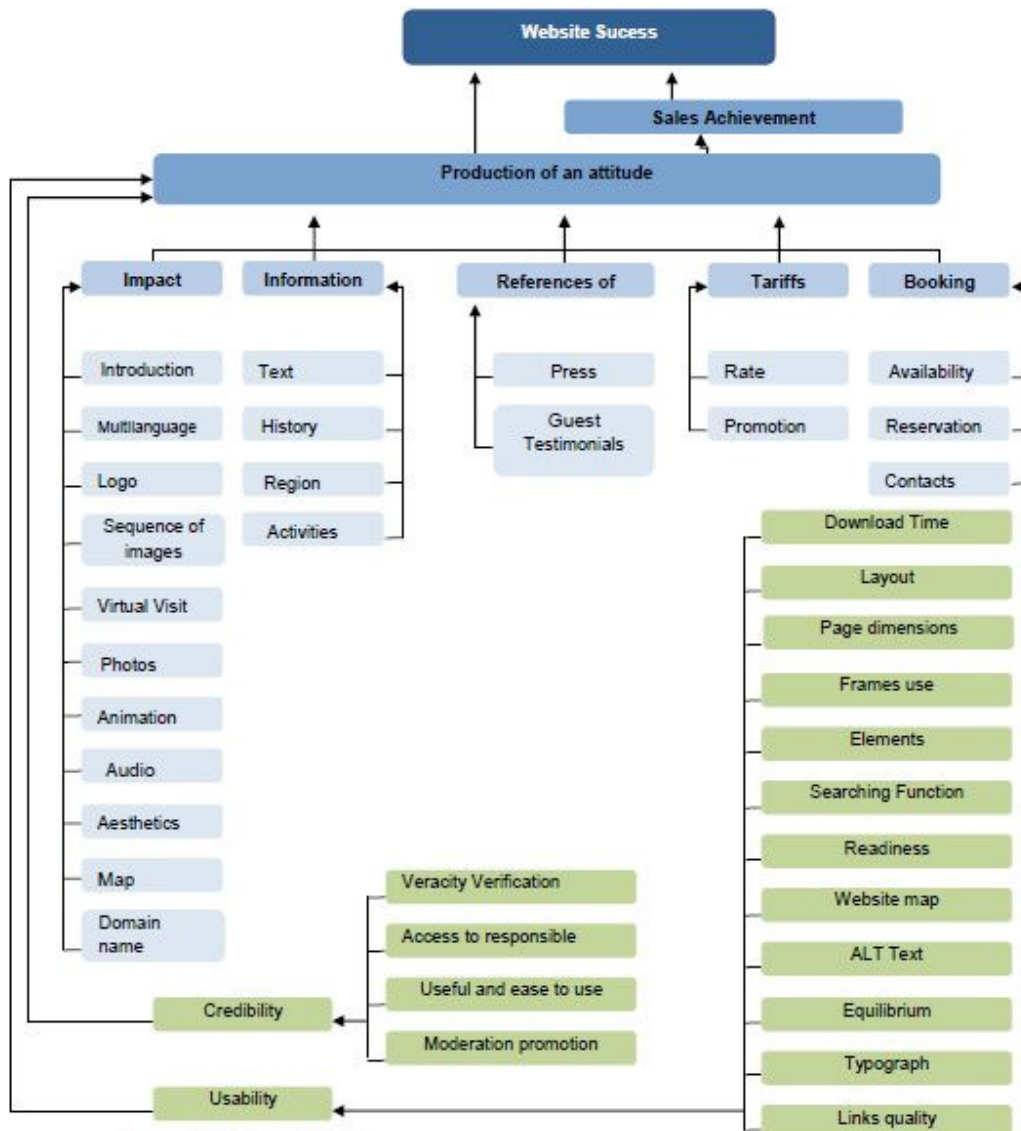 Website Sucess
Sales Achievement
Production of an attitude
Impact
Information
References of
Tariffs
Booking
Introduction
Multilanguage
Logo
Sequence of
images
Virtual Visit
Photos
Animation
Audio
Aesthetics
Map
Domain
name
Text
History
Region
Activities
Press
Guest
Testimonials
Rate
Promotion
Availability
Reservation
Contacts
Download Time
Layout
Page dimensions
Frames use
Elements
Searching Function
Readiness
Website map
ALT Text
Equilibrium
Typograph
Links quality
Veracity Verification
Access to responsible
Useful and ease to use
Moderation promotion
Credibility
Usability